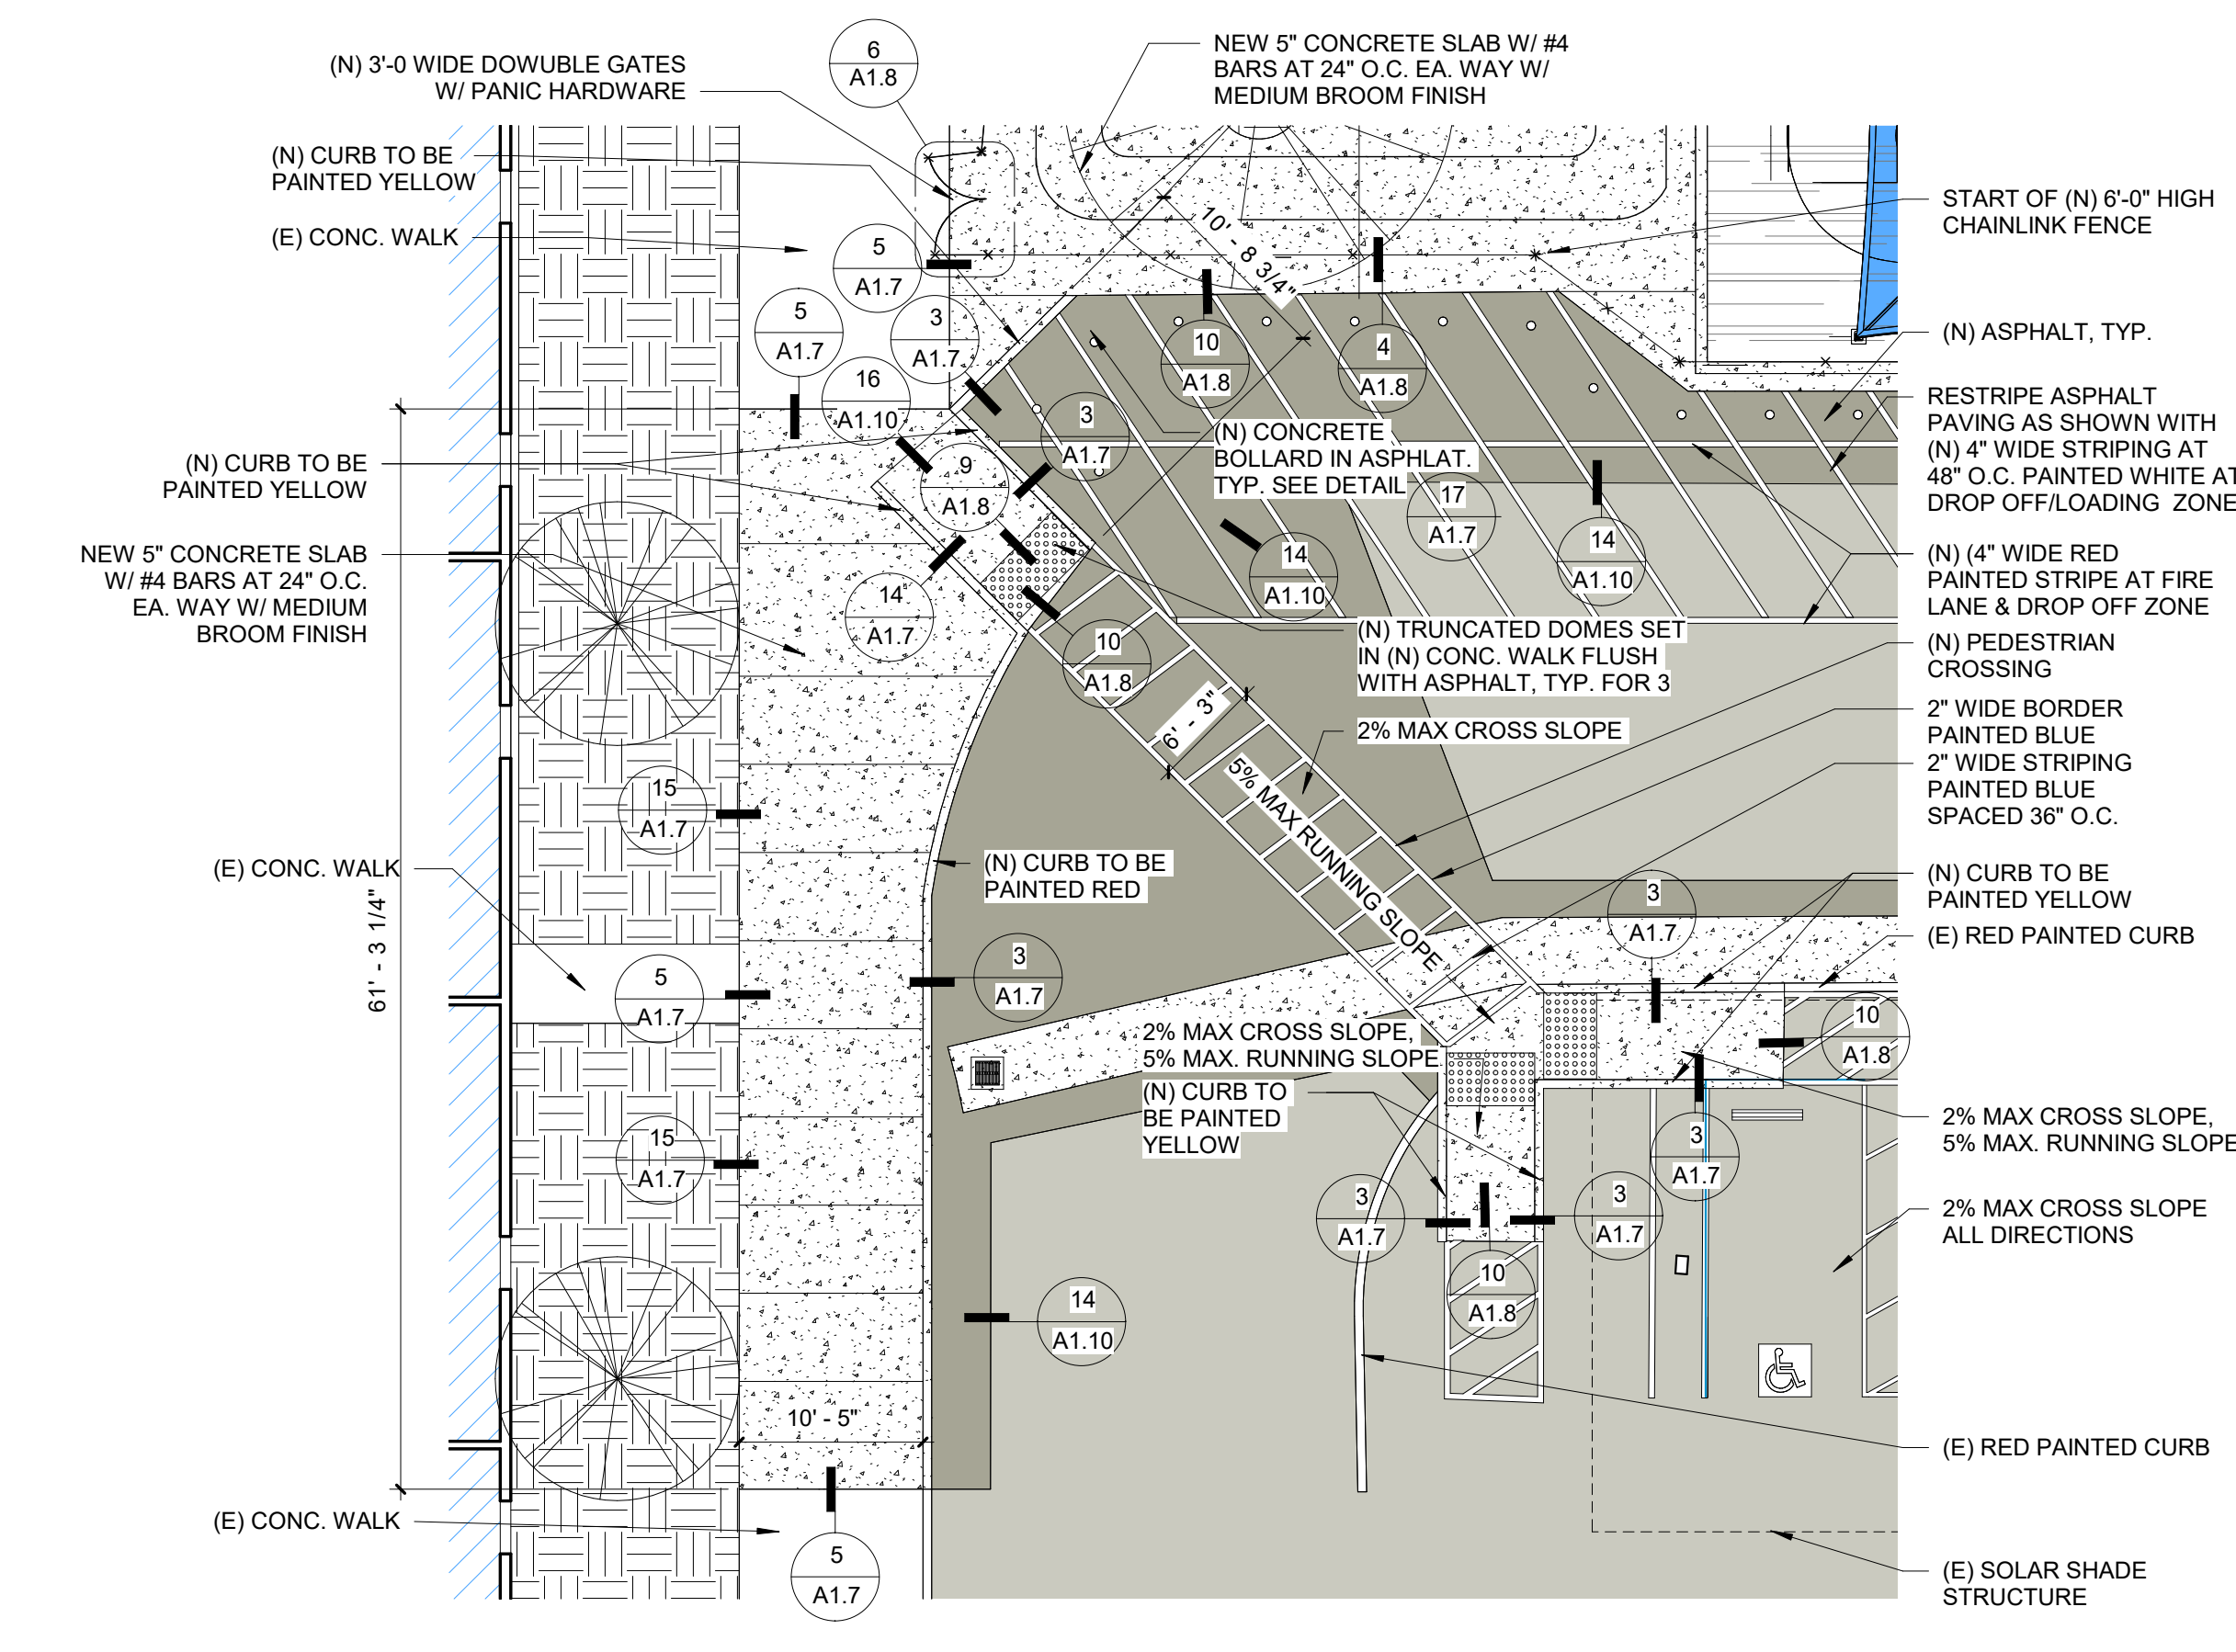 6
A1.8
(N) 3'-0 WIDE DOWUBLE GATES
W/ PANIC HARDWARE
NEW 5" CONCRETE SLAB W/ #4
BARS AT 24" O.C. EA. WAY W/
MEDIUM BROOM FINISH
(N) CURB TO BE
PAINTED YELLOW
(E) CONC. WALK
5
A1.7
10' - 8 3/4"
START OF (N) 6'-0" HIGH
CHAINLINK FENCE
5
A1.7
3
A1.7
10
A1.8
4
A1.8
(N) ASPHALT, TYP.
16
A1.10
3
A1.7
(N) CONCRETE
BOLLARD IN ASPHLAT.
TYP. SEE DETAIL
RESTRIPE ASPHALT
PAVING AS SHOWN WITH
(N) 4" WIDE STRIPING AT
48" O.C. PAINTED WHITE AT
DROP OFF/LOADING ZONE
(N) CURB TO BE
PAINTED YELLOW
9
A1.8
17
A1.7
14
A1.10
14
A1.10
NEW 5" CONCRETE SLAB
W/ #4 BARS AT 24" O.C.
EA. WAY W/ MEDIUM
BROOM FINISH
14
A1.7
(N) (4" WIDE RED
PAINTED STRIPE AT FIRE
LANE & DROP OFF ZONE
10
A1.8
(N) TRUNCATED DOMES SET
IN (N) CONC. WALK FLUSH
WITH ASPHALT, TYP. FOR 3
(N) PEDESTRIAN
CROSSING
6' - 3"
2% MAX CROSS SLOPE
2" WIDE BORDER
PAINTED BLUE
2" WIDE STRIPING
PAINTED BLUE
SPACED 36" O.C.
5% MAX RUNNING SLOPE
15
A1.7
(E) CONC. WALK
61' - 3 1/4"
(N) CURB TO BE
PAINTED RED
3
A1.7
(N) CURB TO BE
PAINTED YELLOW
(E) RED PAINTED CURB
5
A1.7
3
A1.7
2% MAX CROSS SLOPE,
5% MAX. RUNNING SLOPE
10
A1.8
(N) CURB TO
BE PAINTED
YELLOW
15
A1.7
3
A1.7
2% MAX CROSS SLOPE,
5% MAX. RUNNING SLOPE
3
A1.7
3
A1.7
2% MAX CROSS SLOPE
ALL DIRECTIONS
10
A1.8
14
A1.10
10' - 5"
(E) RED PAINTED CURB
(E) CONC. WALK
5
A1.7
(E) SOLAR SHADE
STRUCTURE